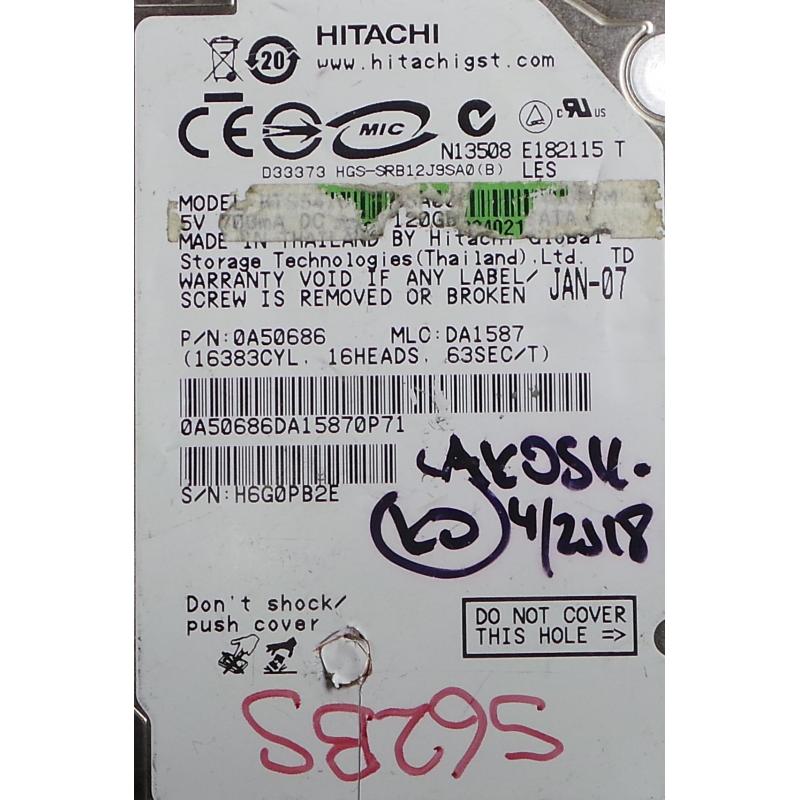 HITACHI
20
www.hitachigst.com
CE MIC c UL US
N13508 E182115 T
D33373 HGS-SRB12J9SA0(B) LES
MODEL
5V DC 120GB ATA
MADE IN THAILAND BY Hitachi Global
Storage Technologies(Thailand).Ltd. TD
WARRANTY VOID IF ANY LABEL/
SCREW IS REMOVED OR BROKEN JAN-07
P/N:0A50686 MLC:DA1587
(16383CYL. 16HEADS. 63SEC/T)
0A50686DA15870P71
S/N:H6G0PB2E
4/2018
Don't shock/
push cover
DO NOT COVER
THIS HOLE =>
562BS